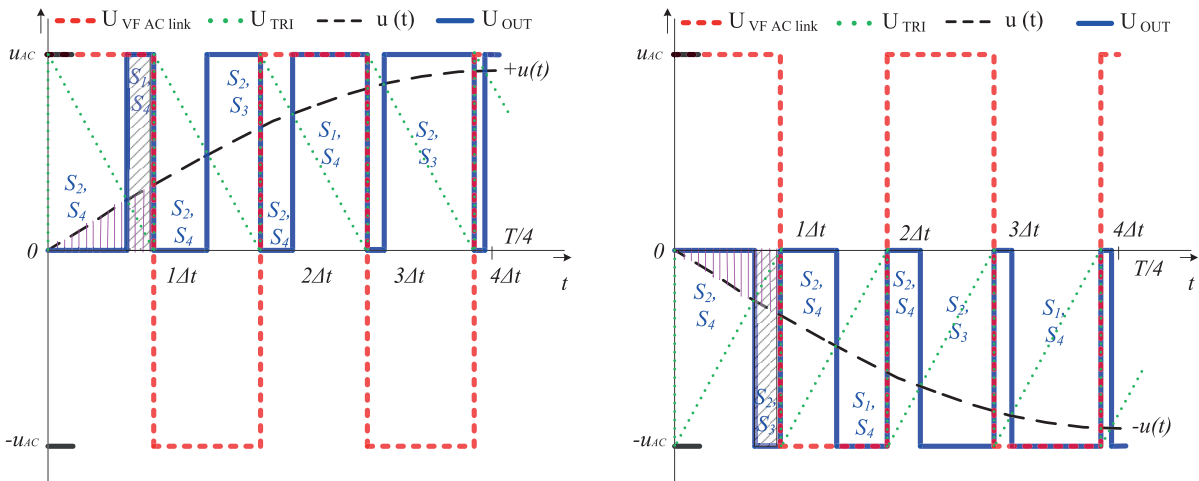 U VF AC link U TRI u (t) U OUT
uAC
+u(t)
S1, S4
S2, S3
S1, S4
S2, S3
S2, S4
S2, S4
S2, S4
0
1Δt 2Δt 3Δt 4Δt
T/4
t
-uAC
U VF AC link U TRI u (t) U OUT
uAC
0
1Δt 2Δt 3Δt 4Δt
T/4
t
S2, S4
S2, S4
S2, S4
S2, S3
S1, S4
S2, S3
S1, S4
-u(t)
-uAC